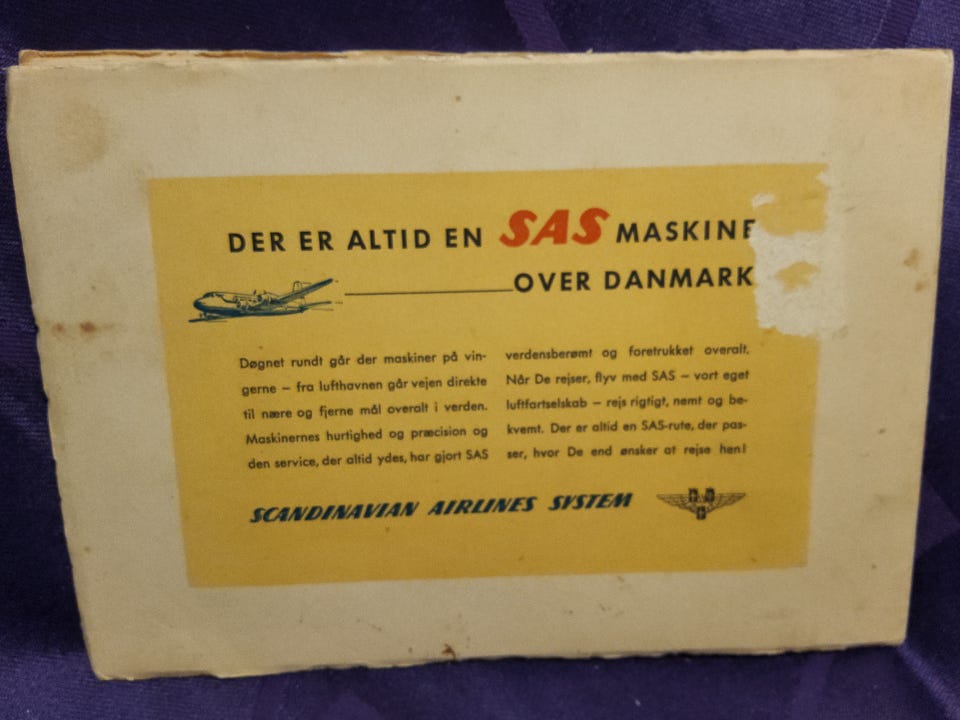 DER ER ALTID EN SAS MASKINE
OVER DANMARK
Døgnet rundt går der maskiner på vin-
gerne – fra lufthavnen går vejen direkte
til nære og fjerne mål overalt i verden.
Maskinernes hurtighed og præcision og
den service, der altid ydes, har gjort SAS
verdensberømt og foretrukket overalt.
Når De rejser, flyv med SAS – vort eget
luftfartselskab – rejs rigtigt, nemt og be-
kvemt. Der er altid en SAS-rute, der pas-
ser, hvor De end ønsker at rejse hen!
SCANDINAVIAN AIRLINES SYSTEM